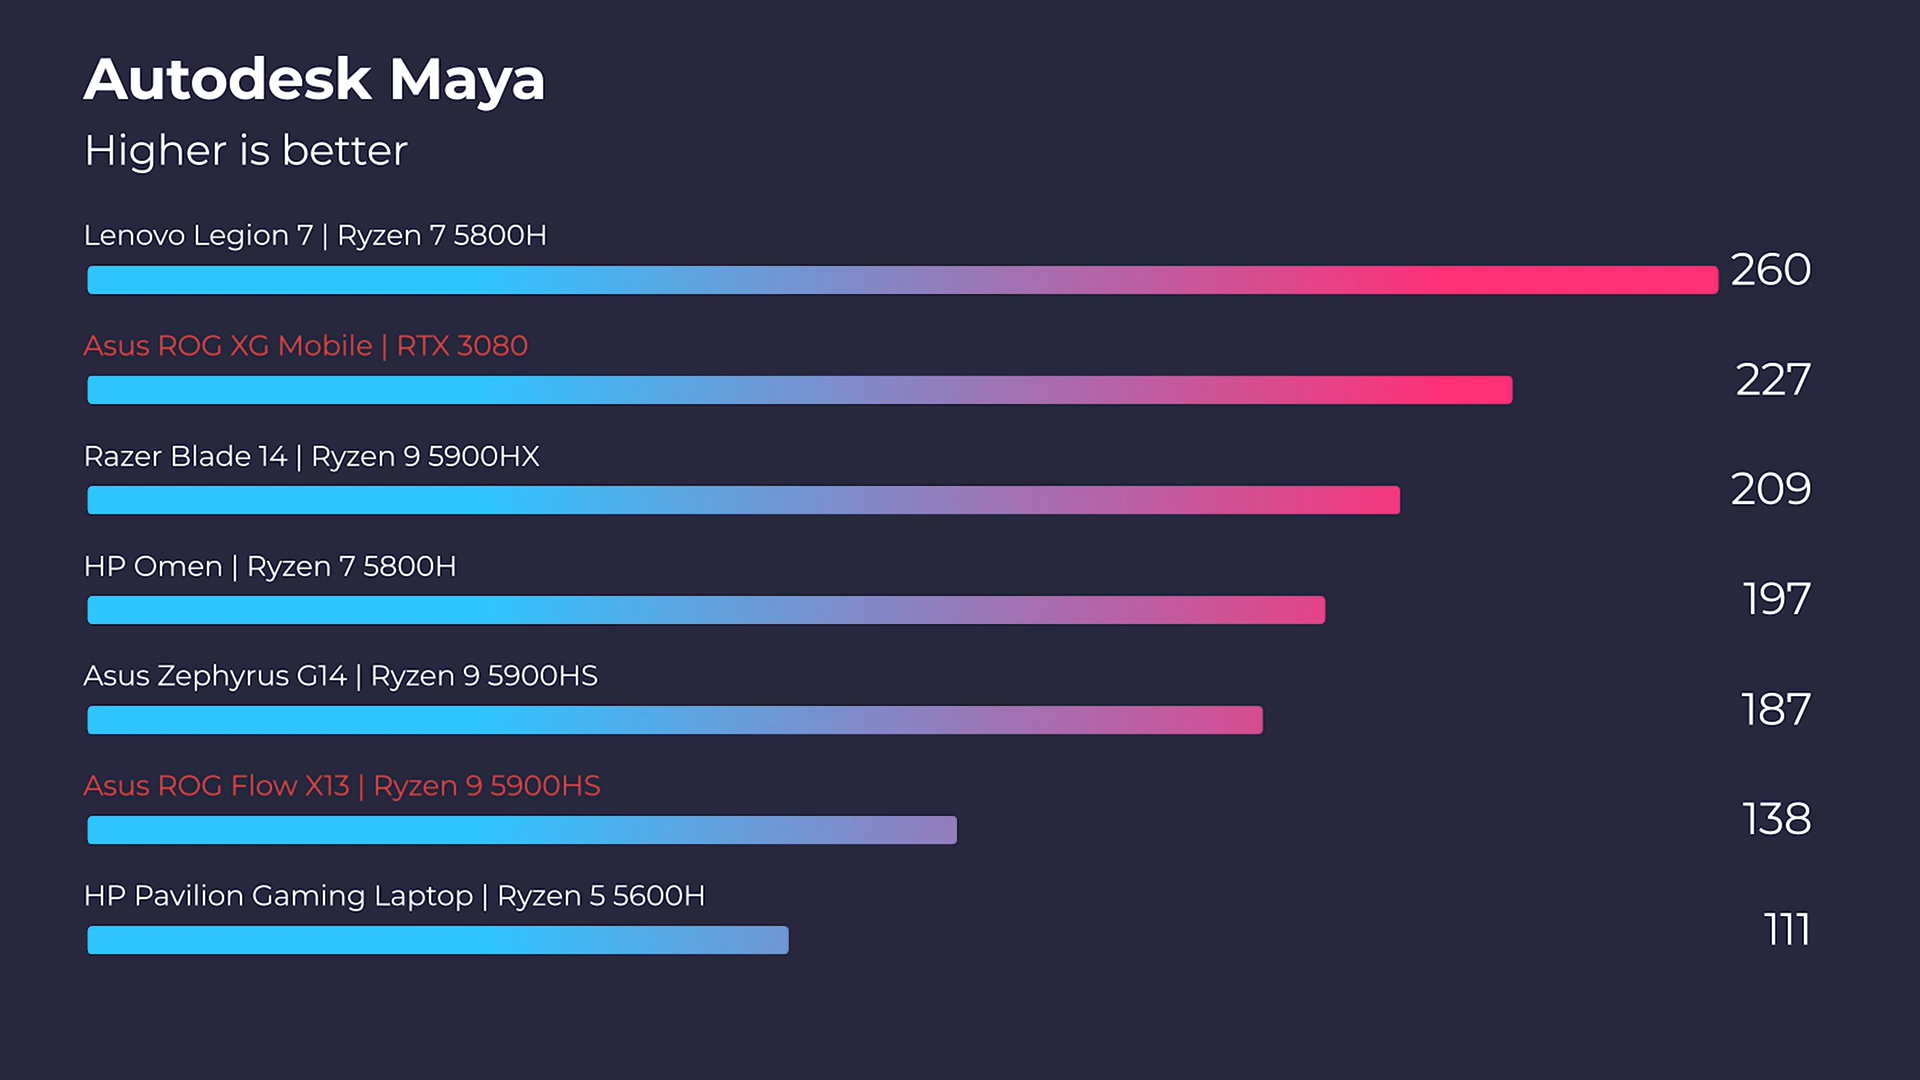 Autodesk Maya
Higher is better
Lenovo Legion 7 | Ryzen 7 5800H
260
Asus ROG XG Mobile | RTX 3080
227
Razer Blade 14 | Ryzen 9 5900HX
209
HP Omen | Ryzen 7 5800H
197
Asus Zephyrus G14 | Ryzen 9 5900HS
187
Asus ROG Flow X13 | Ryzen 9 5900HS
138
HP Pavilion Gaming Laptop | Ryzen 5 5600H
111